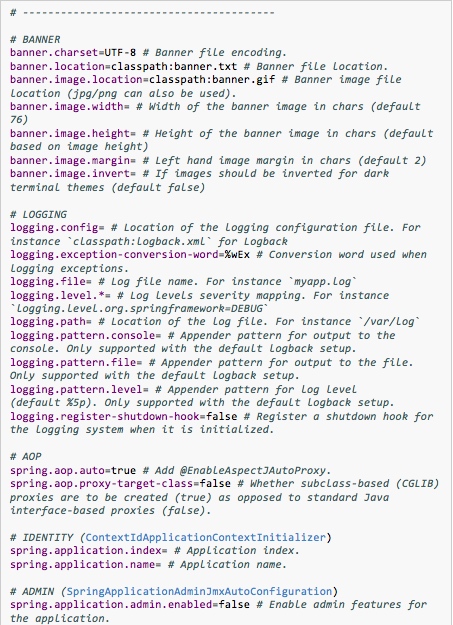 # ----------------------------------------
# BANNER
banner.charset=UTF-8 # Banner file encoding.
banner.location=classpath:banner.txt # Banner file location.
banner.image.location=classpath:banner.gif # Banner image file
location (jpg/png can also be used).
banner.image.width= # Width of the banner image in chars (default
76)
banner.image.height= # Height of the banner image in chars (default
based on image height)
banner.image.margin= # Left hand image margin in chars (default 2)
banner.image.invert= # If images should be inverted for dark
terminal themes (default false)
# LOGGING
logging.config= # Location of the logging configuration file. For
instance `classpath:logback.xml` for Logback
logging.exception-conversion-word=%wEx # Conversion word used when
logging exceptions.
logging.file= # Log file name. For instance `myapp.log`
logging.level.*= # Log levels severity mapping. For instance
`logging.level.org.springframework=DEBUG`
logging.path= # Location of the log file. For instance `/var/log`
logging.pattern.console= # Appender pattern for output to the
console. Only supported with the default logback setup.
logging.pattern.file= # Appender pattern for output to the file.
Only supported with the default logback setup.
logging.pattern.level= # Appender pattern for log level
(default %5p). Only supported with the default logback setup.
logging.register-shutdown-hook=false # Register a shutdown hook for
the logging system when it is initialized.
# AOP
spring.aop.auto=true # Add @EnableAspectJAutoProxy.
spring.aop.proxy-target-class=false # Whether subclass-based (CGLIB)
proxies are to be created (true) as opposed to standard Java
interface-based proxies (false).
# IDENTITY (ContextIdApplicationContextInitializer)
spring.application.index= # Application index.
spring.application.name= # Application name.
# ADMIN (SpringApplicationAdminJmxAutoConfiguration)
spring.application.admin.enabled=false # Enable admin features for
the application.